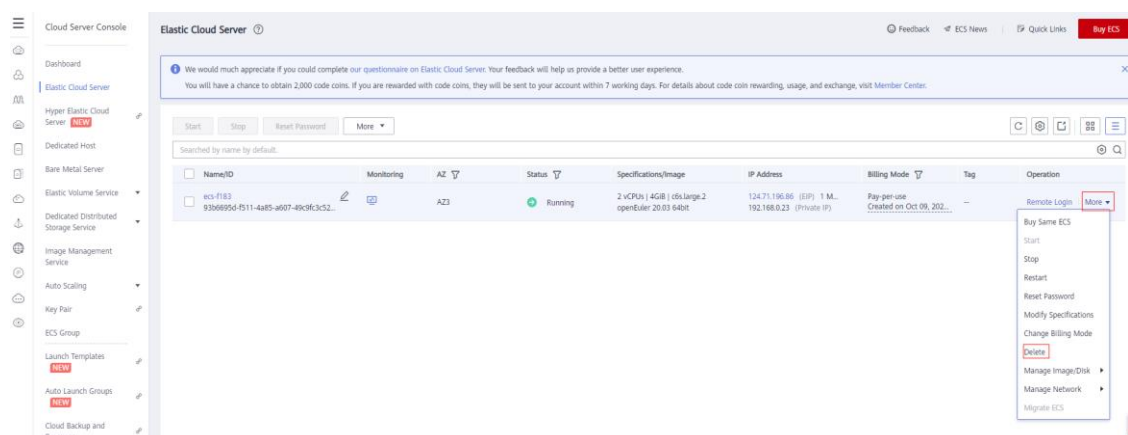 Cloud Server Console
Dashboard
Elastic Cloud Server
Hyper Elastic Cloud
Server NEW
Dedicated Host
Bare Metal Server
Elastic Volume Service
Dedicated Distributed
Storage Service
Image Management
Service
Auto Scaling
Key Pair
ECS Group
Launch Templates
NEW
Auto Launch Groups
NEW
Cloud Backup and
Elastic Cloud Server
Feedback ECS News Quick Links Buy ECS
We would much appreciate if you could complete our questionnaire on Elastic Cloud Server. Your feedback will help us provide a better user experience.
You will have a chance to obtain 2,000 code coins. If you are rewarded with code coins, they will be sent to your account within 7 working days. For details about code coin rewarding, usage, and exchange, visit Member Center.
Start Stop Reset Password More
Searched by name by default.
Name/ID Monitoring AZ Status Specifications/Image IP Address Billing Mode Tag Operation
ecs-f183 2 vCPUs | 4GiB | c6s.large.2 124.71.196.86 (EIP) 1 M... Pay-per-use
93b6695d-f511-4a85-a607-49c9fc3c52... AZ3 Running openEuler 20.03 64bit 192.168.0.23 (Private IP) Created on Oct 09, 202... -- Remote Login More
Buy Same ECS
Start
Stop
Restart
Reset Password
Modify Specifications
Change Billing Mode
Delete
Manage Image/Disk
Manage Network
Migrate ECS